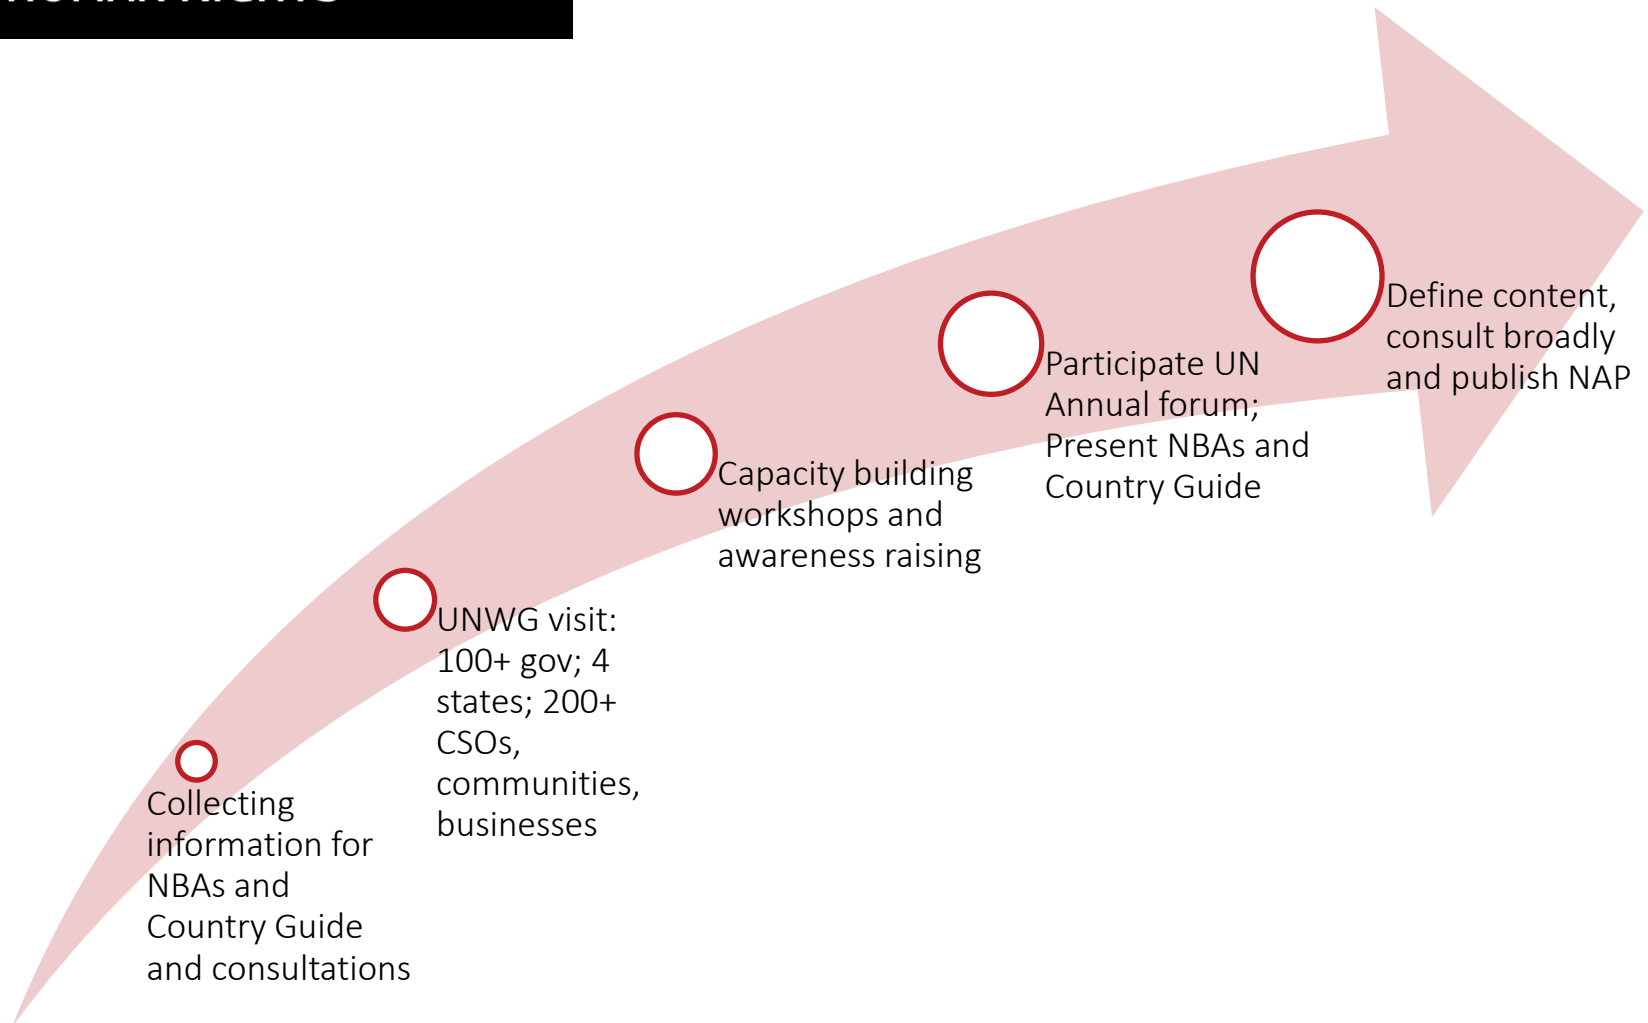 HUMAN RIGHTS
Collecting
information for
NBAs and
Country Guide
and consultations
UNWG visit:
100+ gov; 4
states; 200+
CSOs,
communities,
businesses
Capacity building
workshops and
awareness raising
Participate UN
Annual forum;
Present NBAs and
Country Guide
Define content,
consult broadly
and publish NAP